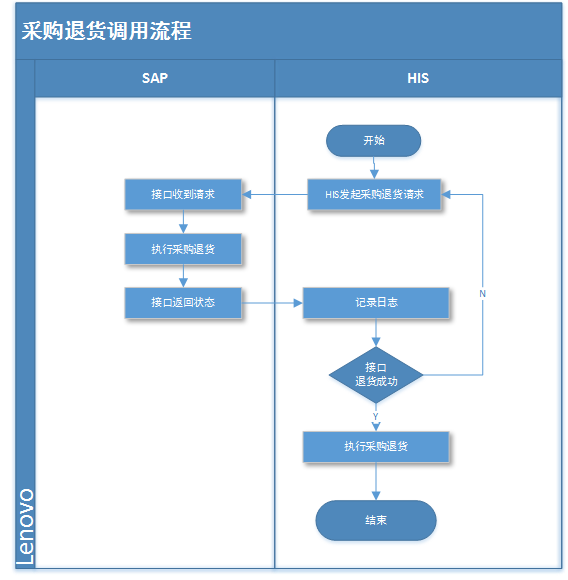 采购退货调用流程
SAP
HIS
开始
接口收到请求
HIS发起采购退货请求
执行采购退货
接口返回状态
记录日志
N
接口
退货成功
Y
执行采购退货
结束
Lenovo